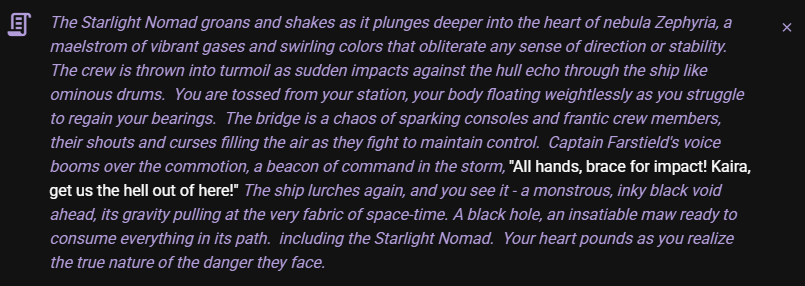 The Starlight Nomad groans and shakes as it plunges deeper into the heart of nebula Zephyria, a
maelstrom of vibrant gases and swirling colors that obliterate any sense of direction or stability.
The crew is thrown into turmoil as sudden impacts against the hull echo through the ship like
ominous drums.  You are tossed from your station, your body floating weightlessly as you struggle
to regain your bearings.  The bridge is a chaos of sparking consoles and frantic crew members,
their shouts and curses filling the air as they fight to maintain control.  Captain Farstield's voice
booms over the commotion, a beacon of command in the storm, "All hands, brace for impact! Kaira,
get us the hell out of here!" The ship lurches again, and you see it - a monstrous, inky black void
ahead, its gravity pulling at the very fabric of space-time. A black hole, an insatiable maw ready to
consume everything in its path.  including the Starlight Nomad.  Your heart pounds as you realize
the true nature of the danger they face.